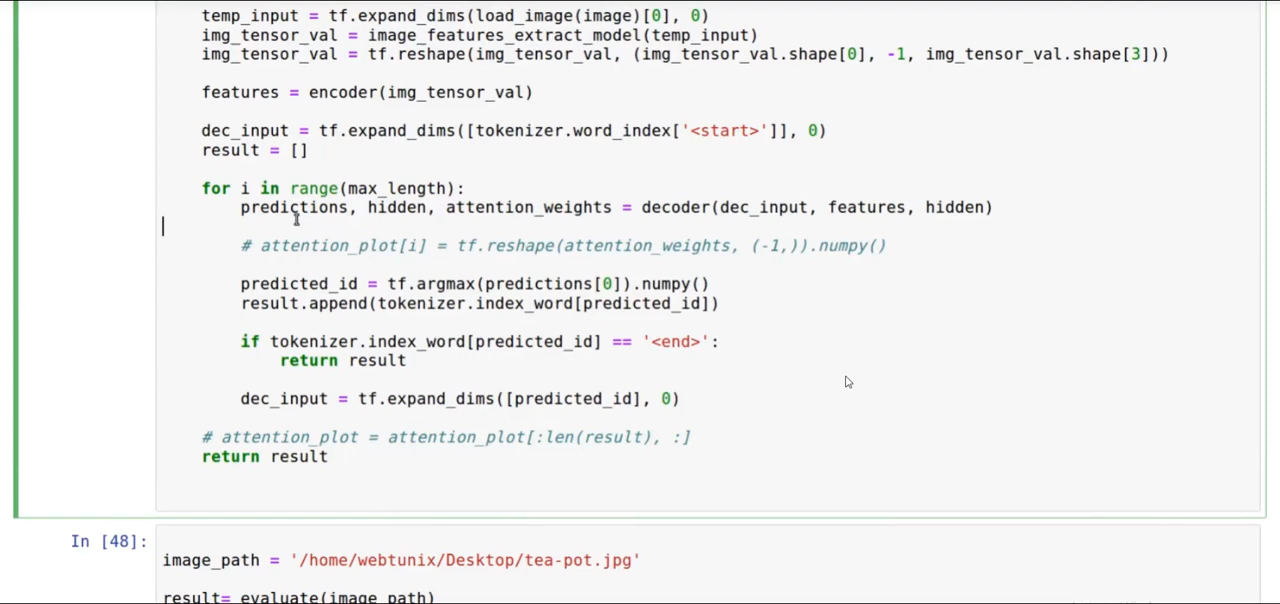 temp_input = tf.expand_dims(load_image(image)[0], 0)
img_tensor_val = image_features_extract_model(temp_input)
img_tensor_val = tf.reshape(img_tensor_val, (img_tensor_val.shape[0], -1, img_tensor_val.shape[3]))
features = encoder(img_tensor_val)
dec_input = tf.expand_dims([tokenizer.word_index['<start>']], 0)
result = []
for i in range(max_length):
predictions, hidden, attention_weights = decoder(dec_input, features, hidden)
# attention_plot[i] = tf.reshape(attention_weights, (-1,)).numpy()
predicted_id = tf.argmax(predictions[0]).numpy()
result.append(tokenizer.index_word[predicted_id])
if tokenizer.index_word[predicted_id] == '<end>':
return result
dec_input = tf.expand_dims([predicted_id], 0)
# attention_plot = attention_plot[:len(result), :]
return result
In [48]:
image_path = '/home/webtunix/Desktop/tea-pot.jpg'
result= evaluate(image_path)